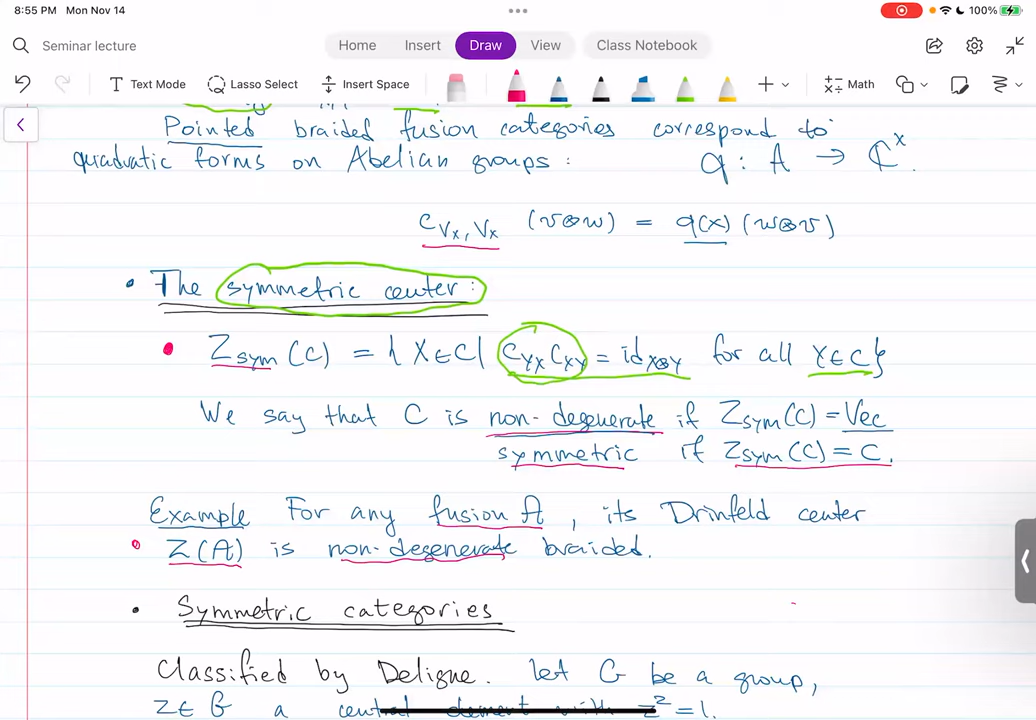 8:55 PM Mon Nov 14
100%
Seminar lecture
Home Insert Draw View Class Notebook
Text Mode Lasso Select Insert Space Math
Pointed braided fusion categories correspond to
quadratic forms on Abelian groups : q : A → ℂˣ.
c_{Vx, Vx} (v⊗w) = q(x) (w⊗v)
• The symmetric center :
• Z_sym (C) = { X ∈ C | C_{YX} C_{XY} = id_{X⊗Y} for all Y ∈ C }
We say that C is non-degenerate if Z_sym (C) = Vec
symmetric if Z_sym (C) = C.
Example For any fusion A, its Drinfeld center
• Z(A) is non-degenerate braided.
• Symmetric categories
Classified by Deligne. let G be a group,
z ∈ G a central element with z² = 1.